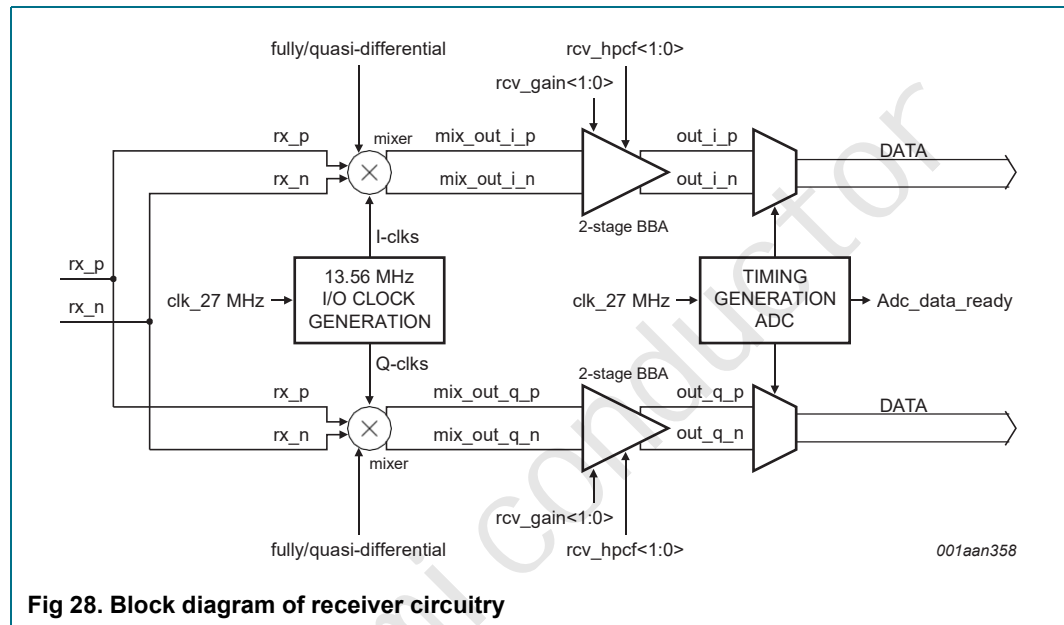 fully/quasi-differential
rcv_hpcf<1:0>
rcv_gain<1:0>
rx_p
mixer
mix_out_i_p
out_i_p
DATA
rx_n
mix_out_i_n
out_i_n
2-stage BBA
I-clks
rx_p
13.56 MHz
I/O CLOCK
GENERATION
clk_27 MHz
rx_n
clk_27 MHz
TIMING
GENERATION
ADC
Adc_data_ready
Q-clks
2-stage BBA
rx_p
mix_out_q_p
out_q_p
DATA
rx_n
mix_out_q_n
out_q_n
mixer
rcv_gain<1:0>
fully/quasi-differential
rcv_hpcf<1:0>
001aan358
Fig 28. Block diagram of receiver circuitry
mi conductor